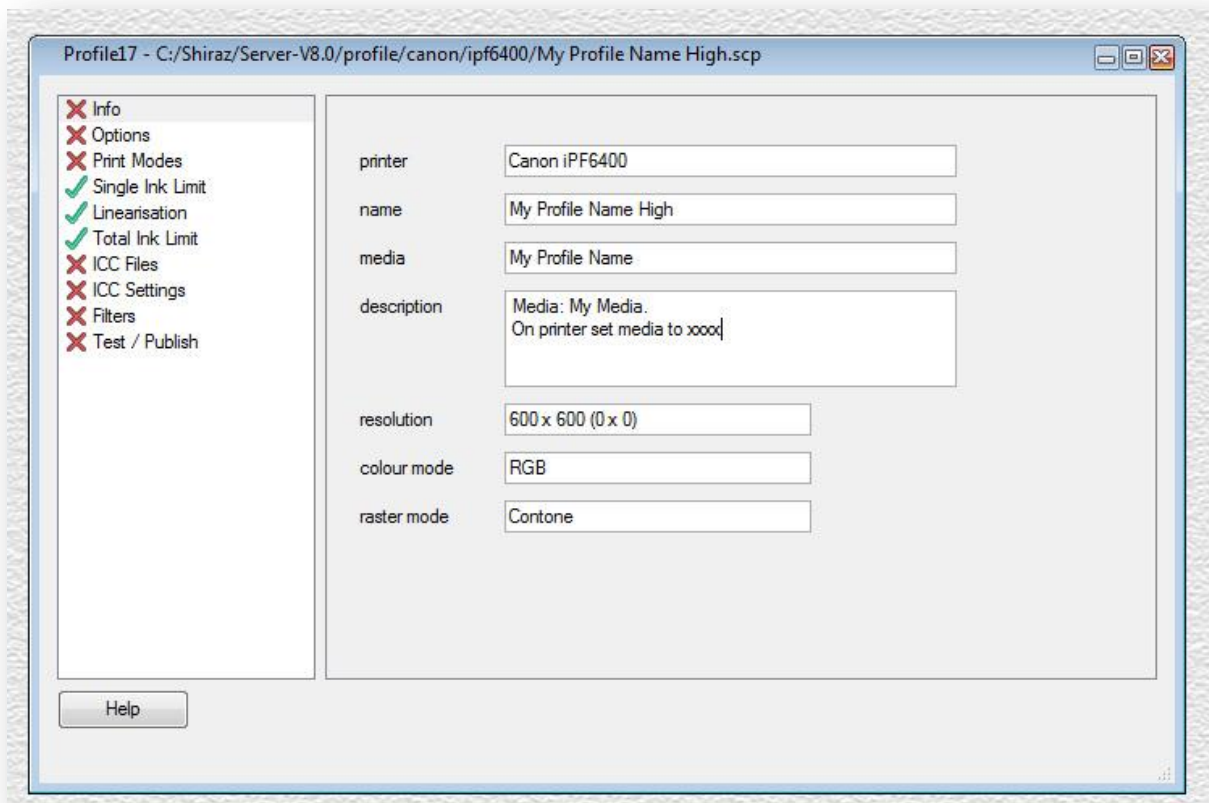 Profile17 - C:/Shiraz/Server-V8.0/profile/canon/ipf6400/My Profile Name High.scp
Info
Options
Print Modes
Single Ink Limit
Linearisation
Total Ink Limit
ICC Files
ICC Settings
Filters
Test / Publish
printer
Canon iPF6400
name
My Profile Name High
media
My Profile Name
description
Media: My Media.
On printer set media to xxxx
resolution
600 x 600 (0 x 0)
colour mode
RGB
raster mode
Contone
Help